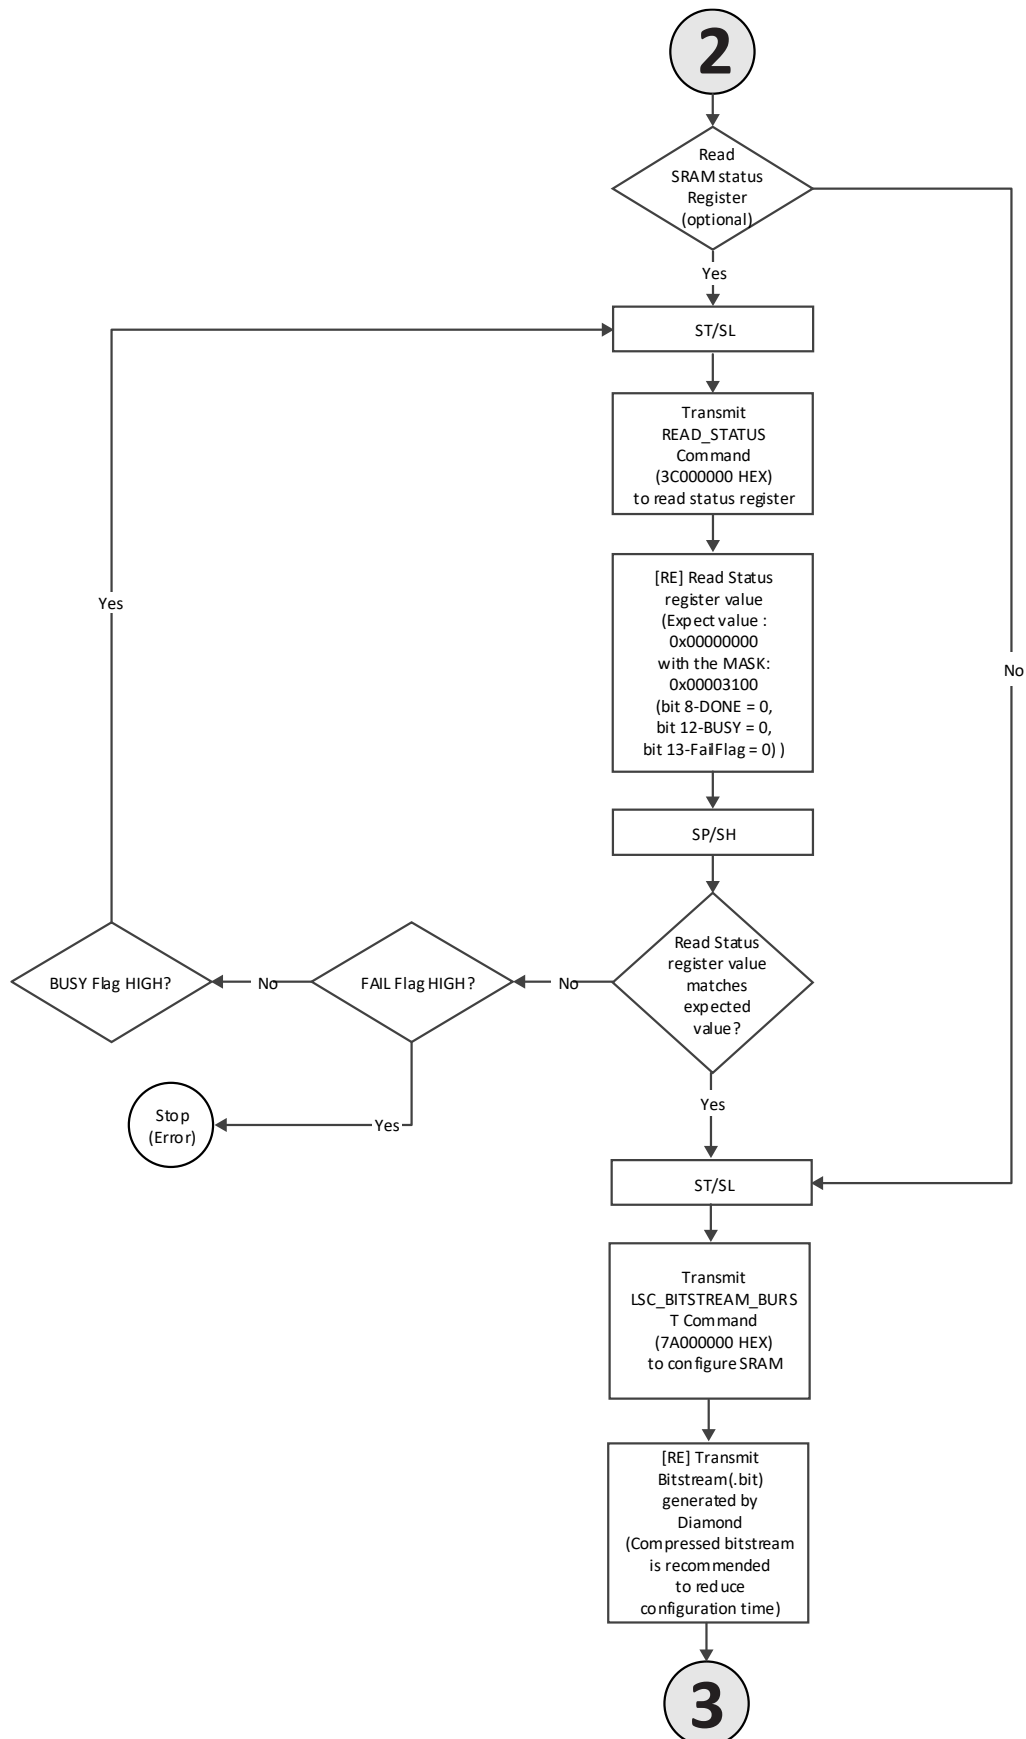 2
Read
SRAM status
Register
(optional)
Yes
ST/SL
Transmit
READ_STATUS
Command
(3C000000 HEX)
to read status register
[RE] Read Status
register value
(Expect value :
0x00000000
with the MASK:
0x00003100
(bit 8-DONE = 0,
bit 12-BUSY = 0,
bit 13-FailFlag = 0) )
Yes
No
SP/SH
Read Status
register value
matches
expected
value?
No
FAIL Flag HIGH?
No
BUSY Flag HIGH?
Yes
Stop
(Error)
Yes
ST/SL
Transmit
LSC_BITSTREAM_BURS
T Command
(7A000000 HEX)
to configure SRAM
[RE] Transmit
Bitstream(.bit)
generated by
Diamond
(Compressed bitstream
is recommended
to reduce
configuration time)
3